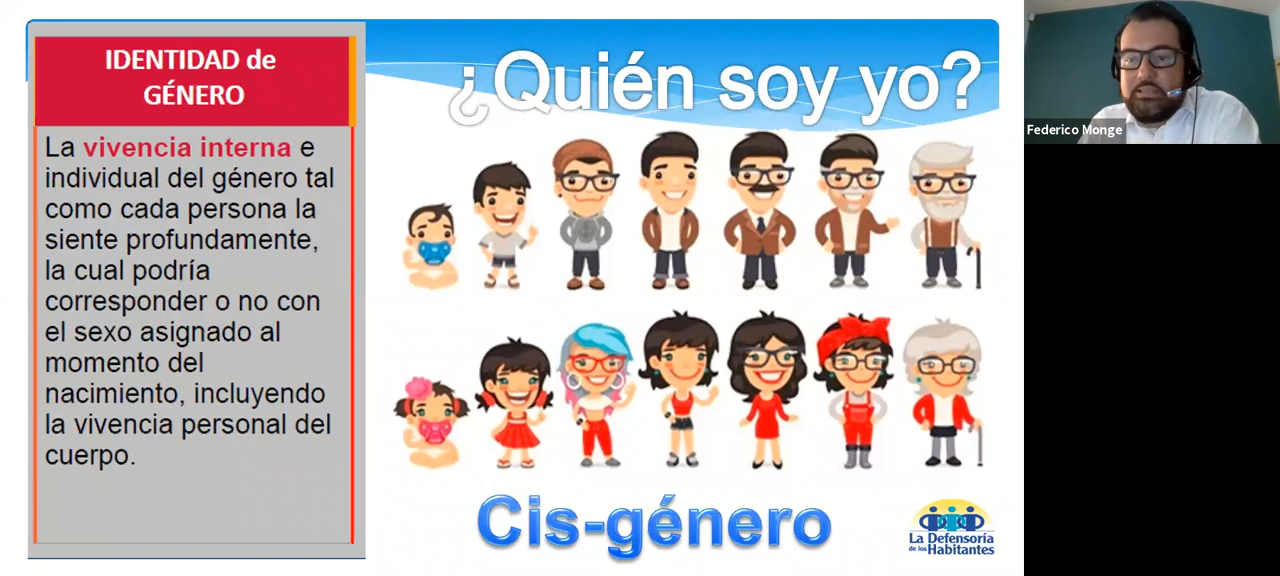 IDENTIDAD de
GÉNERO
La vivencia interna e
individual del género tal
como cada persona la
siente profundamente,
la cual podría
corresponder o no con
el sexo asignado al
momento del
nacimiento, incluyendo
la vivencia personal del
cuerpo.
¿Quién soy yo?
Cis-género
La Defensoría
de los Habitantes
Federico Monge